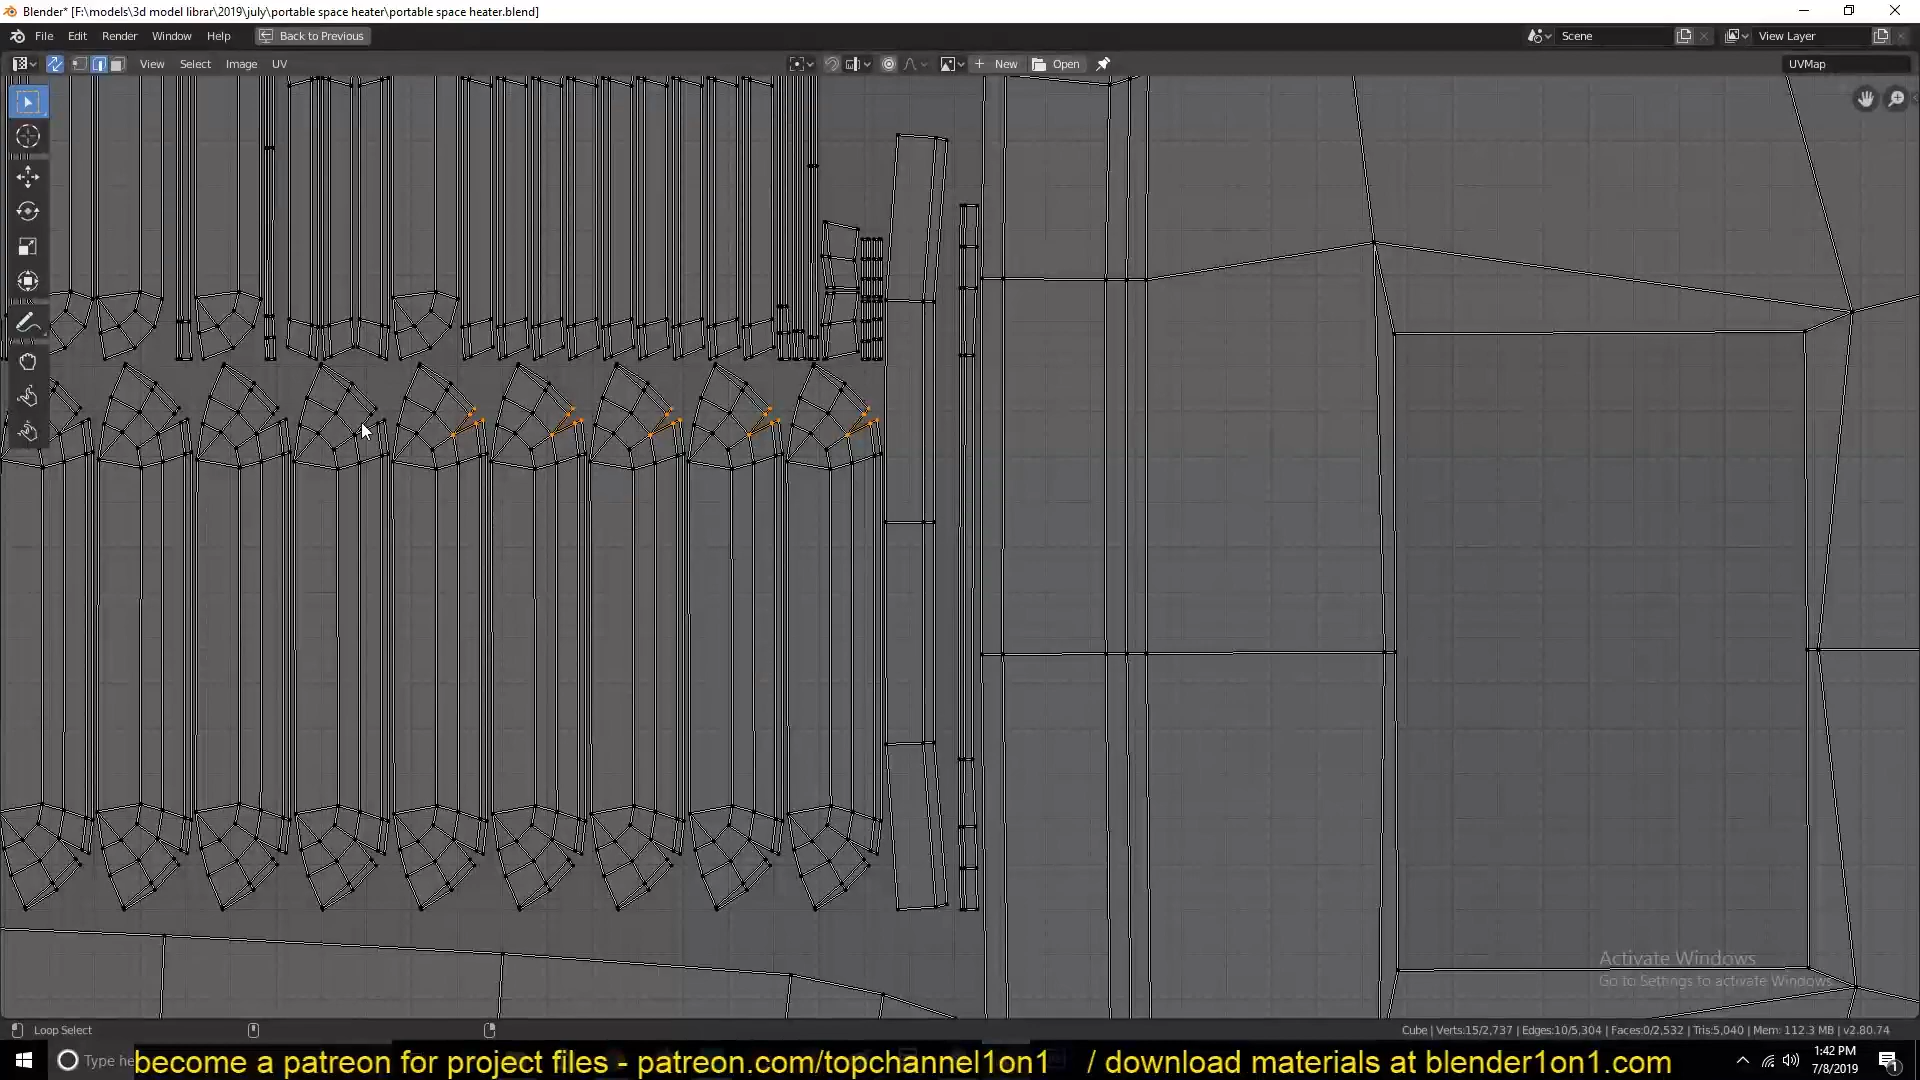 Blender* [F:\models\3d model librar\2019\july\portable space heater\portable space heater.blend]
File Edit Render Window Help Back to Previous Scene View Layer
View Select Image UV New Open UVMap
Activate Windows
Go to Settings to activate Windows.
Loop Select Cube | Verts:15/2,737 | Edges:10/5,304 | Faces:0/2,532 | Tris:5,040 | Mem: 112.3 MB | v2.80.74
Type he
become a patreon for project files - patreon.com/topchannel1on1 / download materials at blender1on1.com
1:42 PM
7/8/2019
1